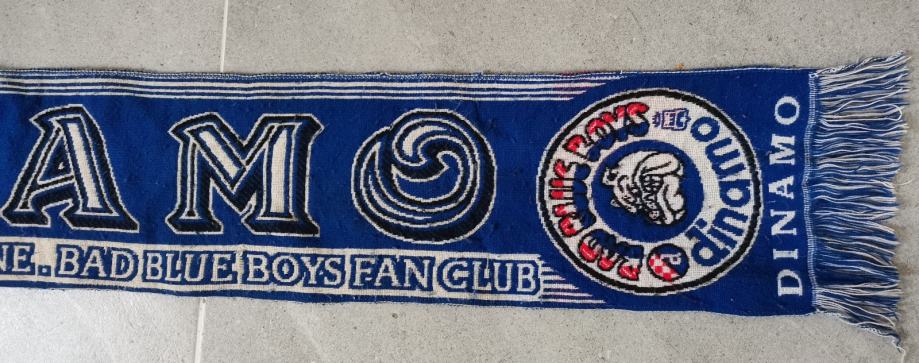 AMO
NE. BAD BLUE BOYS FAN CLUB
BAD BLUE BOYS
Dinamo
DINAMO